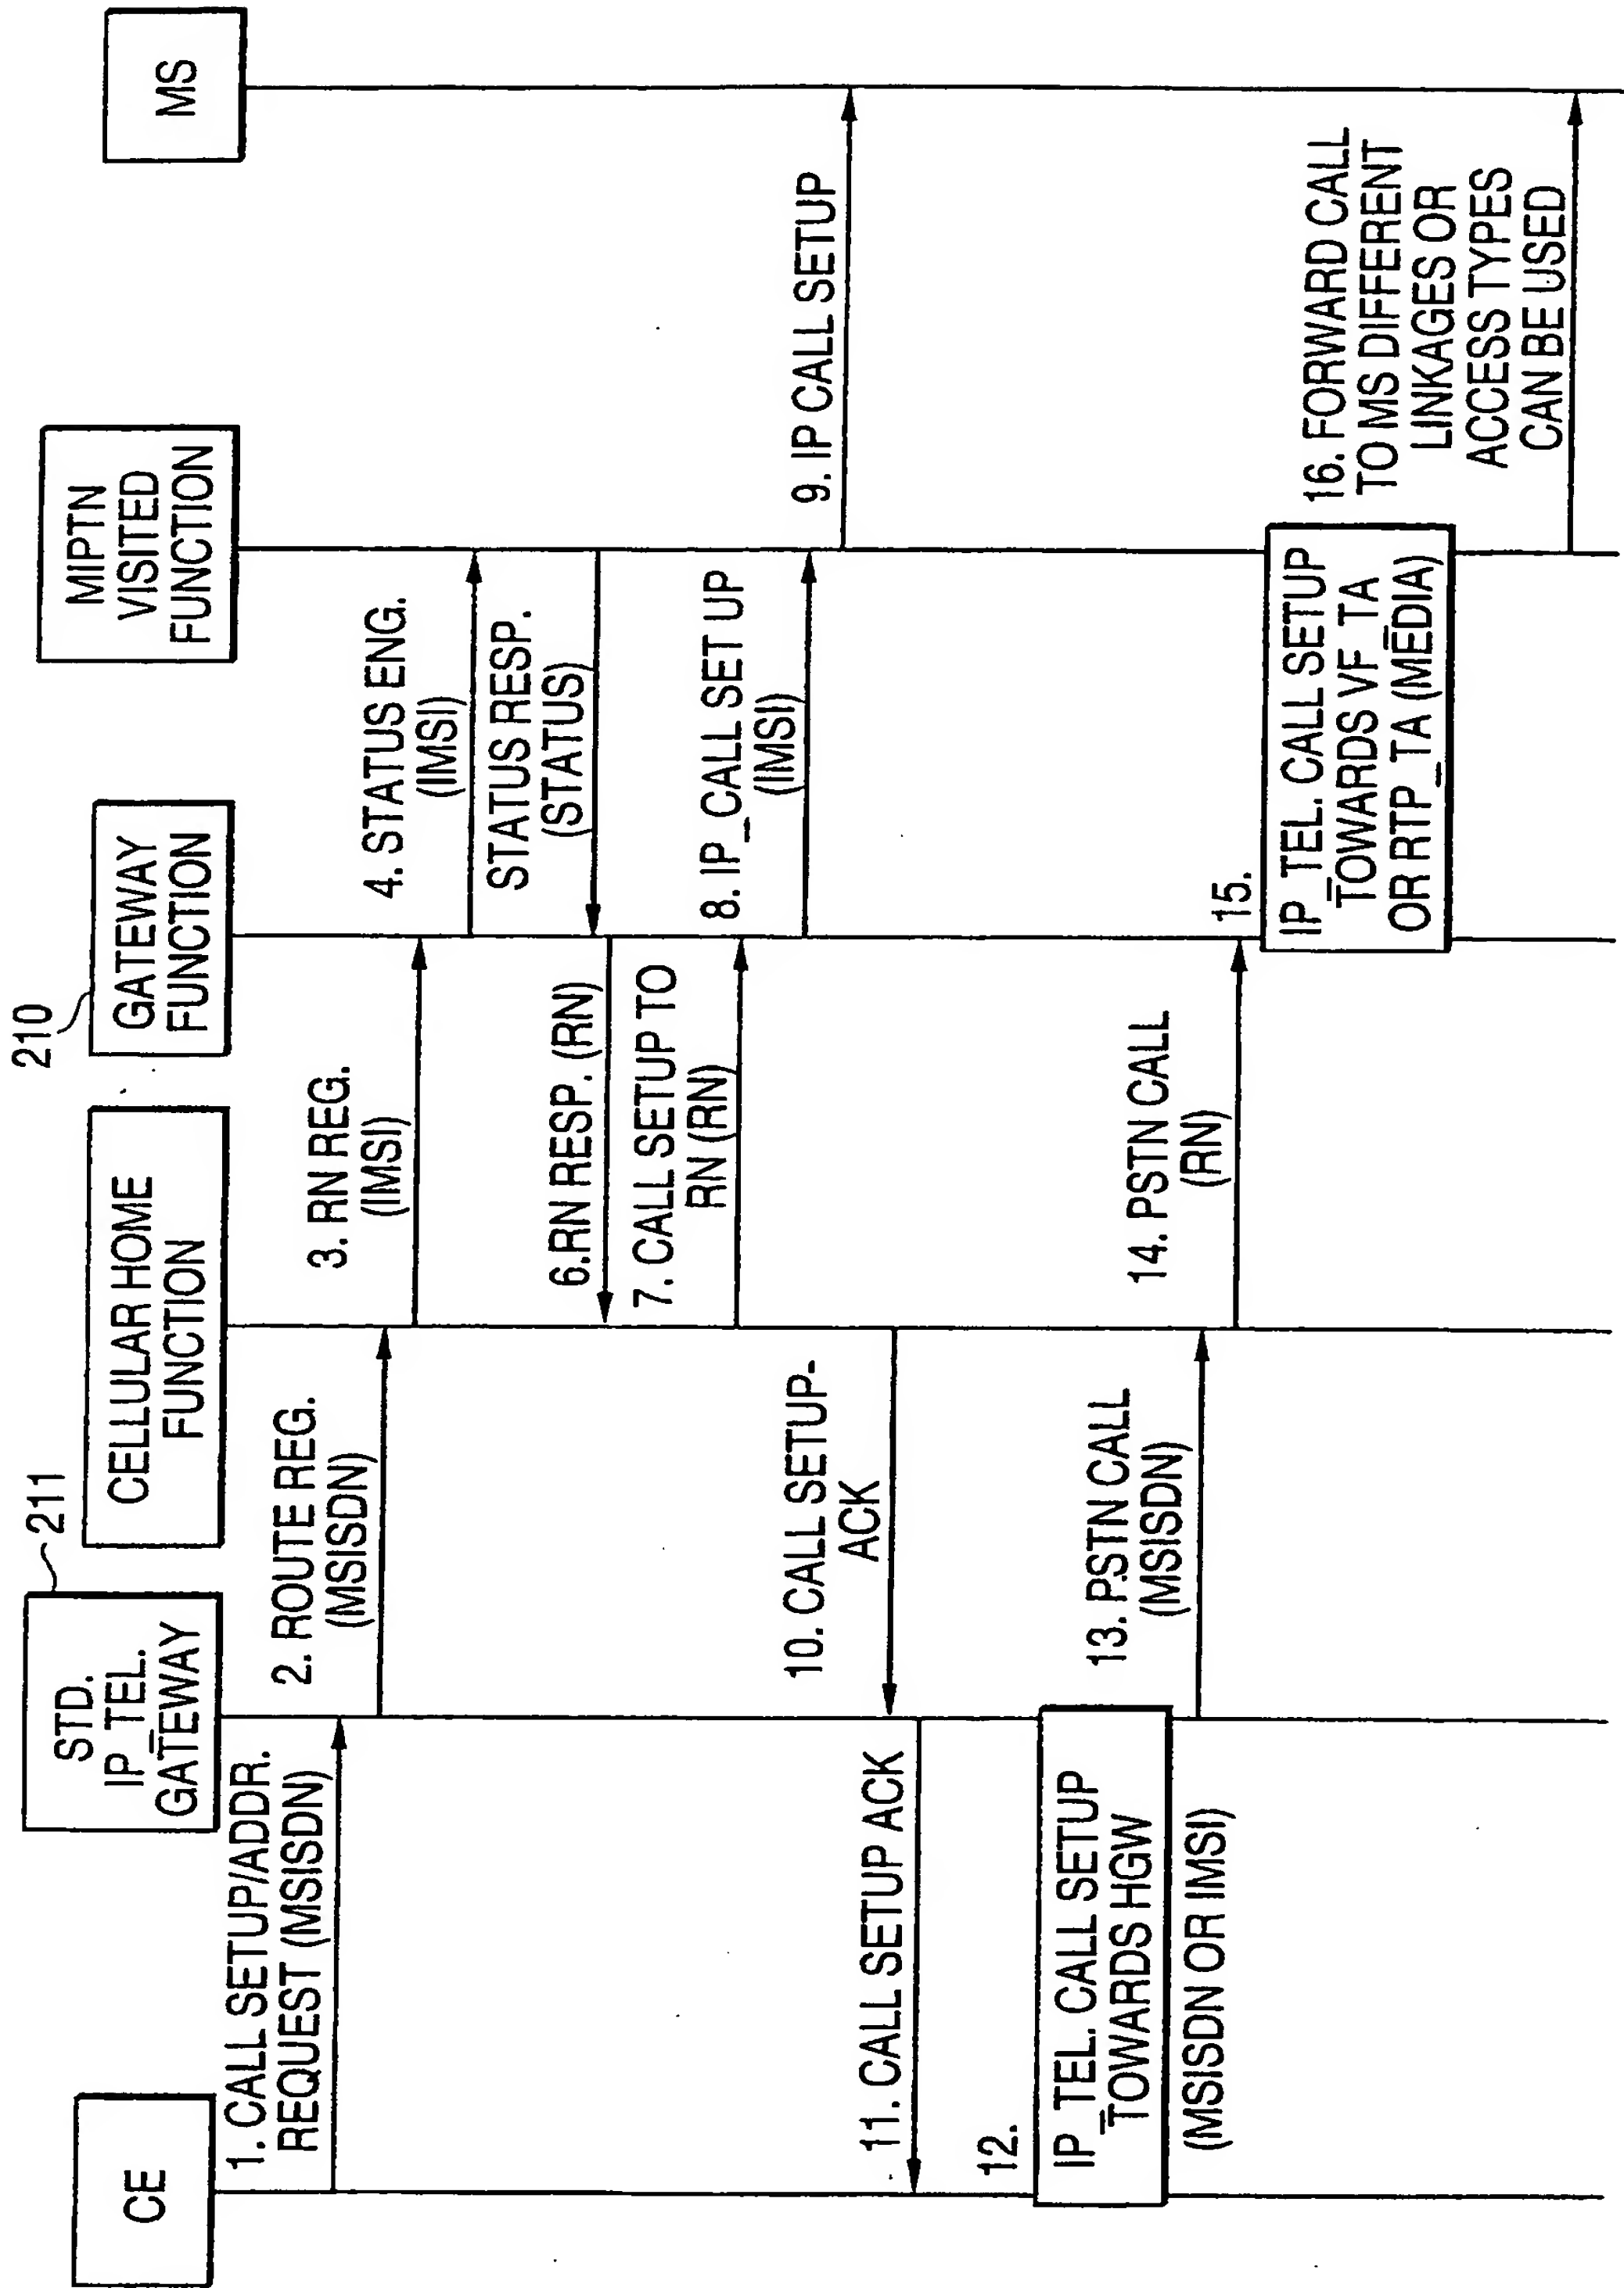 CE
STD.
IP_TEL.
GATEWAY
211
CELLULAR HOME
FUNCTION
210
GATEWAY
FUNCTION
MIPTN
VISITED
FUNCTION
MS
1. CALL SETUP/ADDR.
REQUEST (MSISDN)
2. ROUTE REG.
(MSISDN)
3. RN REG.
(IMSI)
4. STATUS ENG.
(IMSI)
STATUS RESP.
(STATUS)
6.RN RESP. (RN)
7. CALL SETUP TO
RN (RN)
8. IP_CALL SET UP
(IMSI)
9. IP CALL SETUP
10. CALL SETUP-
ACK
11. CALL SETUP ACK
12.
IP_TEL. CALL SETUP
TOWARDS HGW
(MSISDN OR IMSI)
13. PSTN CALL
(MSISDN)
14. PSTN CALL
(RN)
15.
IP_TEL. CALL SETUP
TOWARDS VF_TA
OR RTP_TA (MEDIA)
16. FORWARD CALL
TO MS DIFFERENT
LINKAGES OR
ACCESS TYPES
CAN BE USED